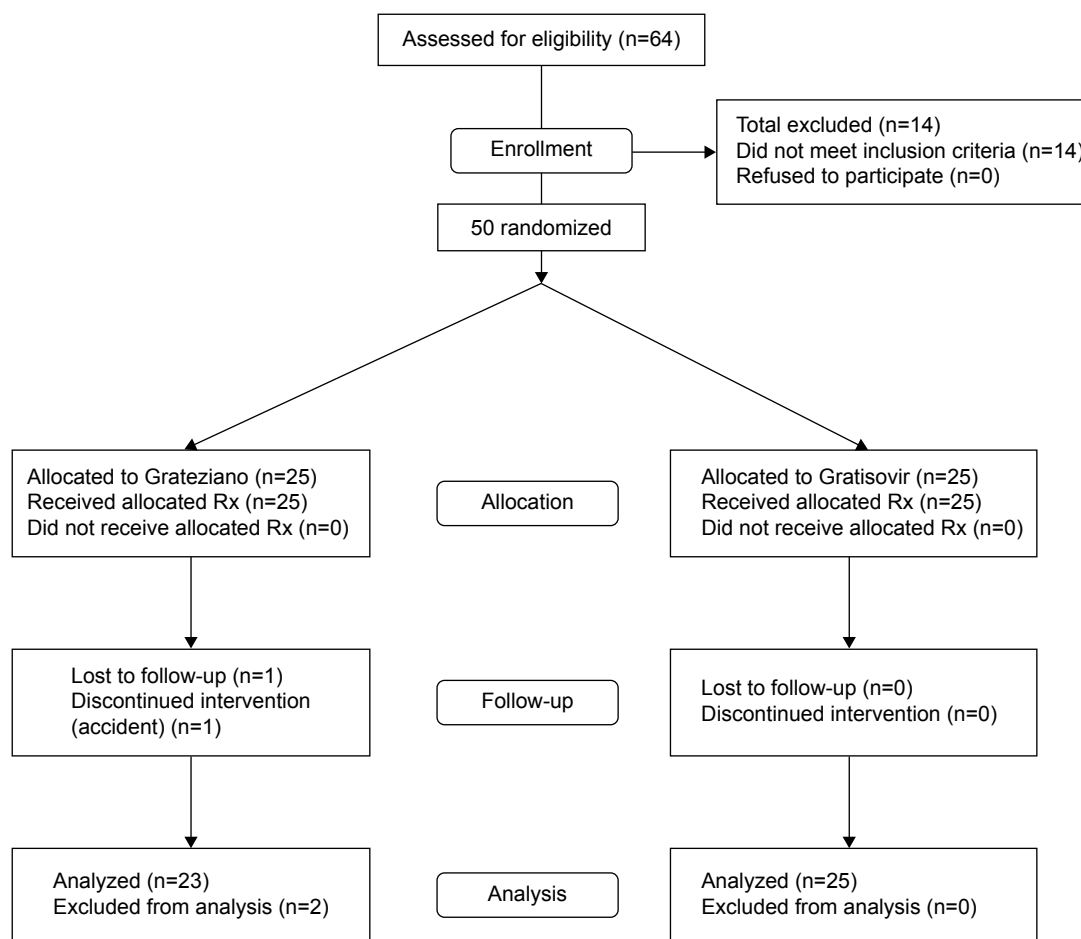 Assessed for eligibility (n=64)
Enrollment
Total excluded (n=14)
Did not meet inclusion criteria (n=14)
Refused to participate (n=0)
50 randomized
Allocated to Grateziano (n=25)
Received allocated Rx (n=25)
Did not receive allocated Rx (n=0)
Allocation
Allocated to Gratisovir (n=25)
Received allocated Rx (n=25)
Did not receive allocated Rx (n=0)
Lost to follow-up (n=1)
Discontinued intervention
(accident) (n=1)
Follow-up
Lost to follow-up (n=0)
Discontinued intervention (n=0)
Analyzed (n=23)
Excluded from analysis (n=2)
Analysis
Analyzed (n=25)
Excluded from analysis (n=0)